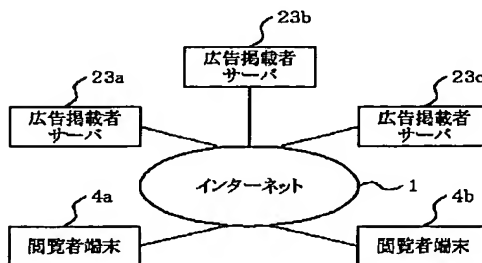 23b
広告掲載者
サーバ
23a
広告掲載者
サーバ
23c
広告掲載者
サーバ
インターネット
1
4a
閲覧者端末
4b
閲覧者端末